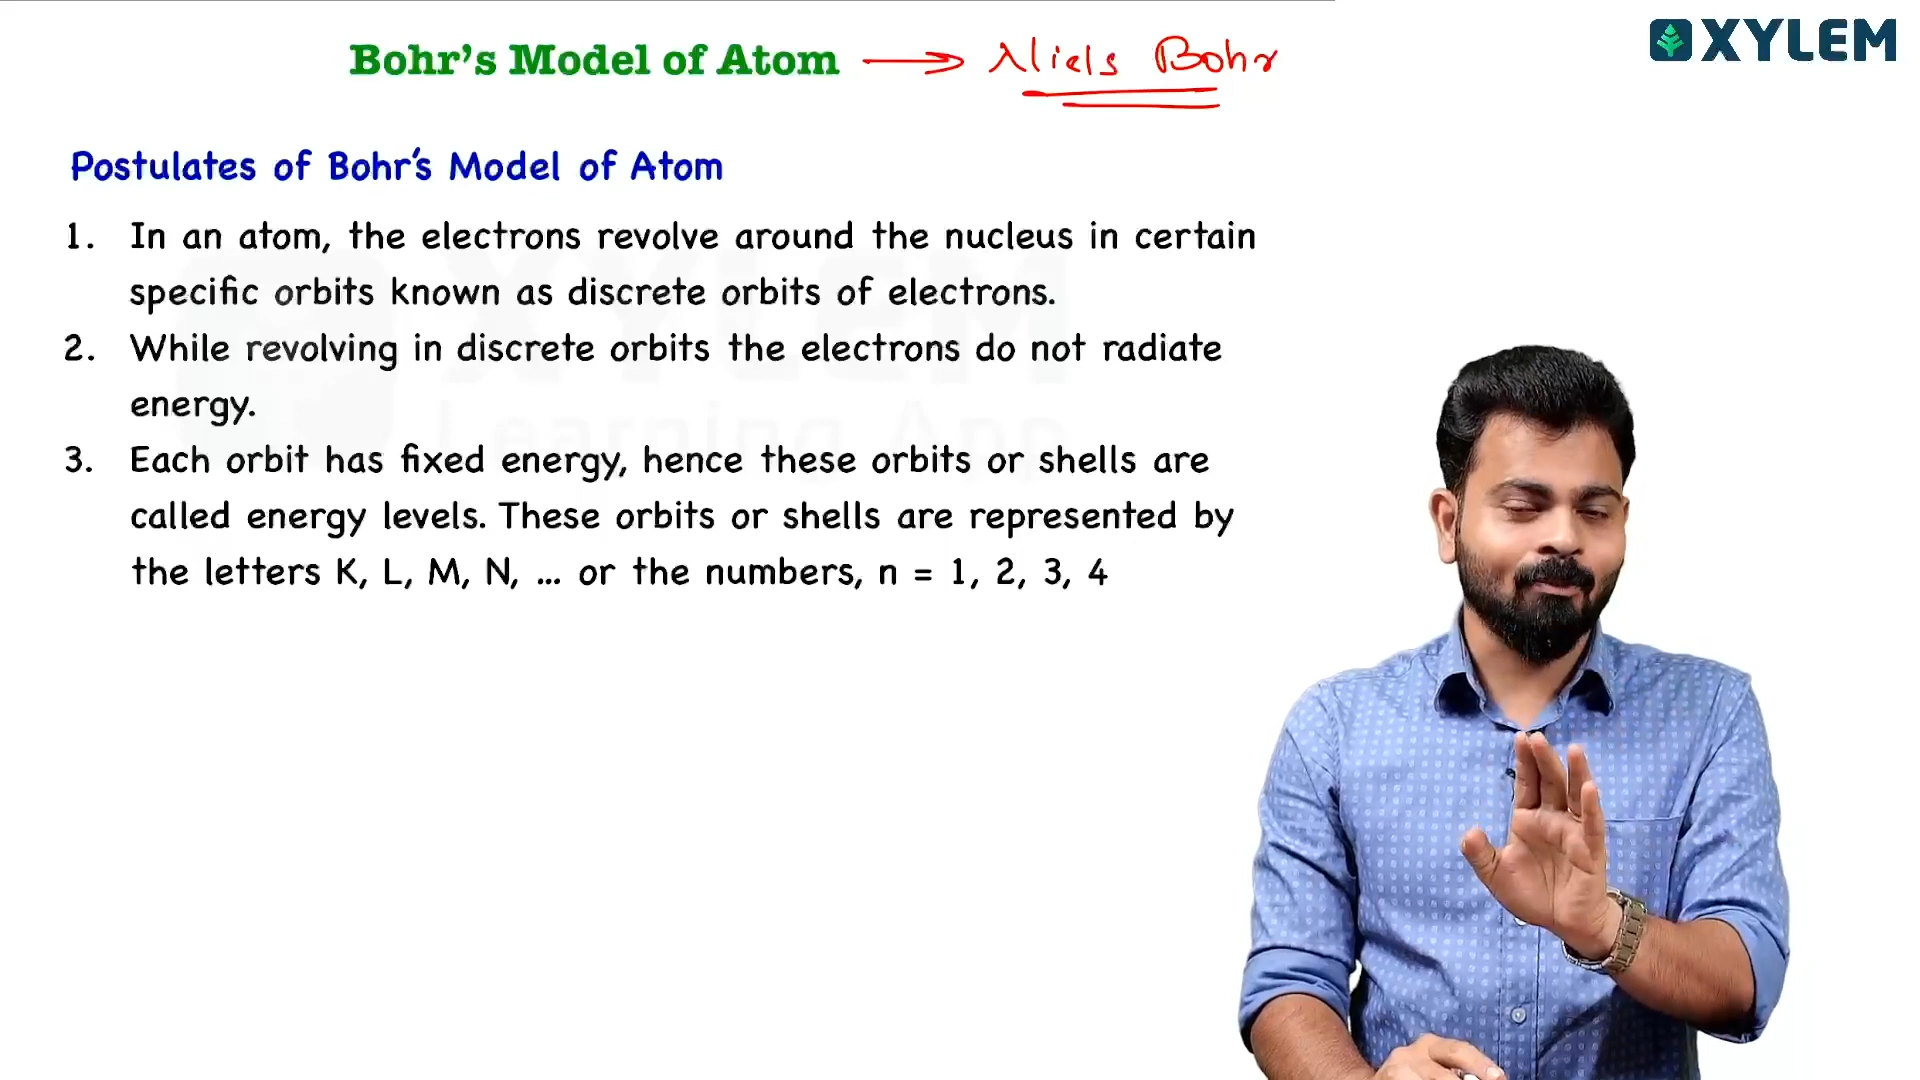 Bohr's Model of Atom → Niels Bohr
XYLEM
Postulates of Bohr's Model of Atom
1. In an atom, the electrons revolve around the nucleus in certain
specific orbits known as discrete orbits of electrons.
2. While revolving in discrete orbits the electrons do not radiate
energy.
3. Each orbit has fixed energy, hence these orbits or shells are
called energy levels. These orbits or shells are represented by
the letters K, L, M, N, ... or the numbers, n = 1, 2, 3, 4
XYLEM
Learning App